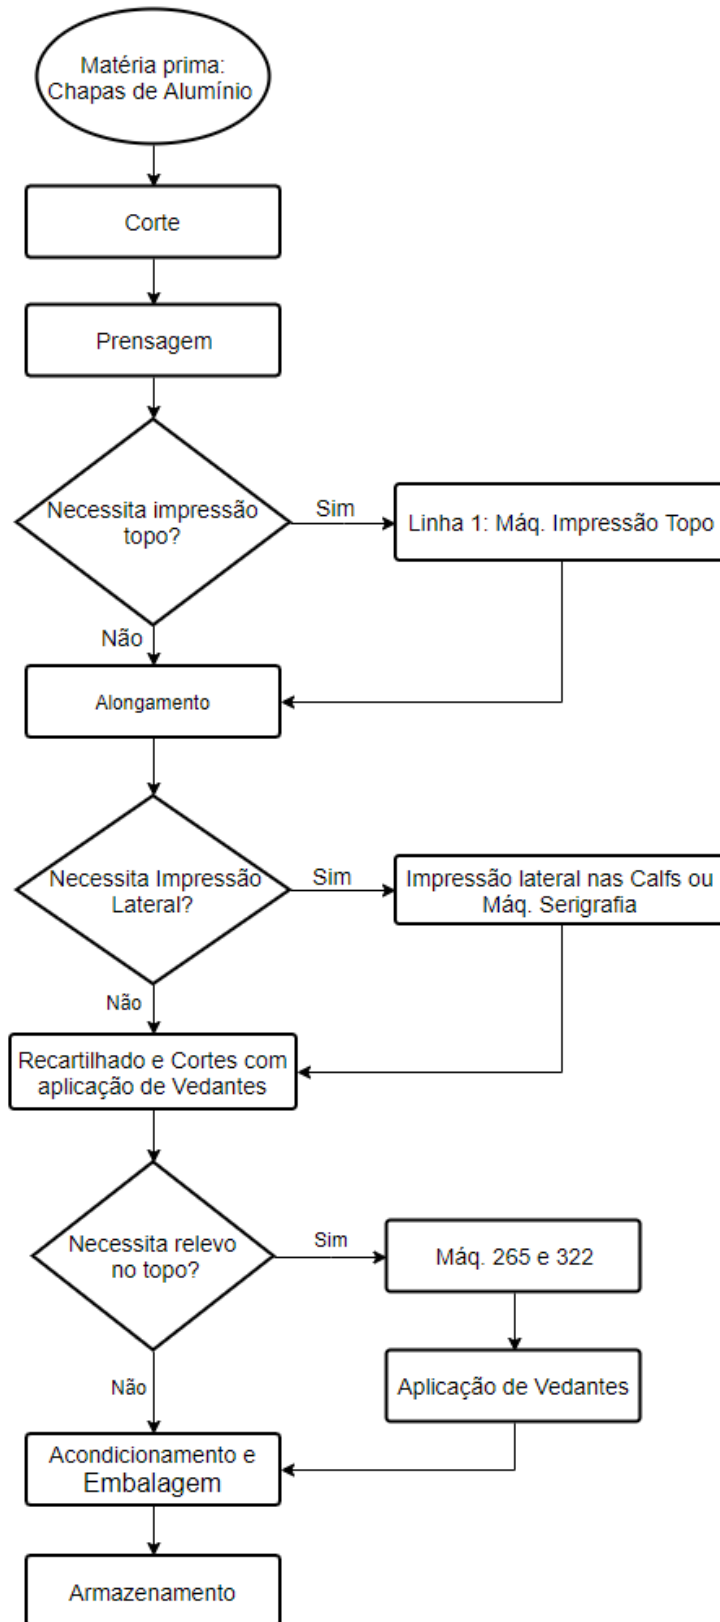 Matéria prima:
Chapas de Alumínio
Corte
Prensagem
Necessita impressão
topo?
Sim
Linha 1: Máq. Impressão Topo
Não
Alongamento
Necessita Impressão
Lateral?
Sim
Impressão lateral nas Calfs ou
Máq. Serigrafia
Não
Recartilhado e Cortes com
aplicação de Vedantes
Necessita relevo
no topo?
Sim
Máq. 265 e 322
Aplicação de Vedantes
Não
Acondicionamento e
Embalagem
Armazenamento